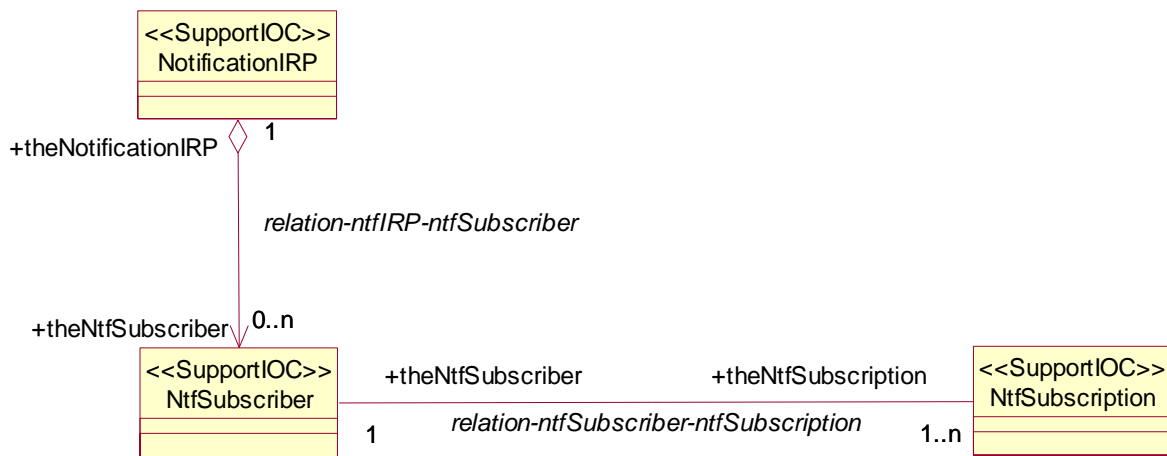 <<SupportIOC>>
NotificationIRP
1
+theNotificationIRP
relation-ntfIRP-ntfSubscriber
0..n
+theNtfSubscriber
<<SupportIOC>>
NtfSubscriber
+theNtfSubscriber
+theNtfSubscription
<<SupportIOC>>
NtfSubscription
relation-ntfSubscriber-ntfSubscription
1
1..n